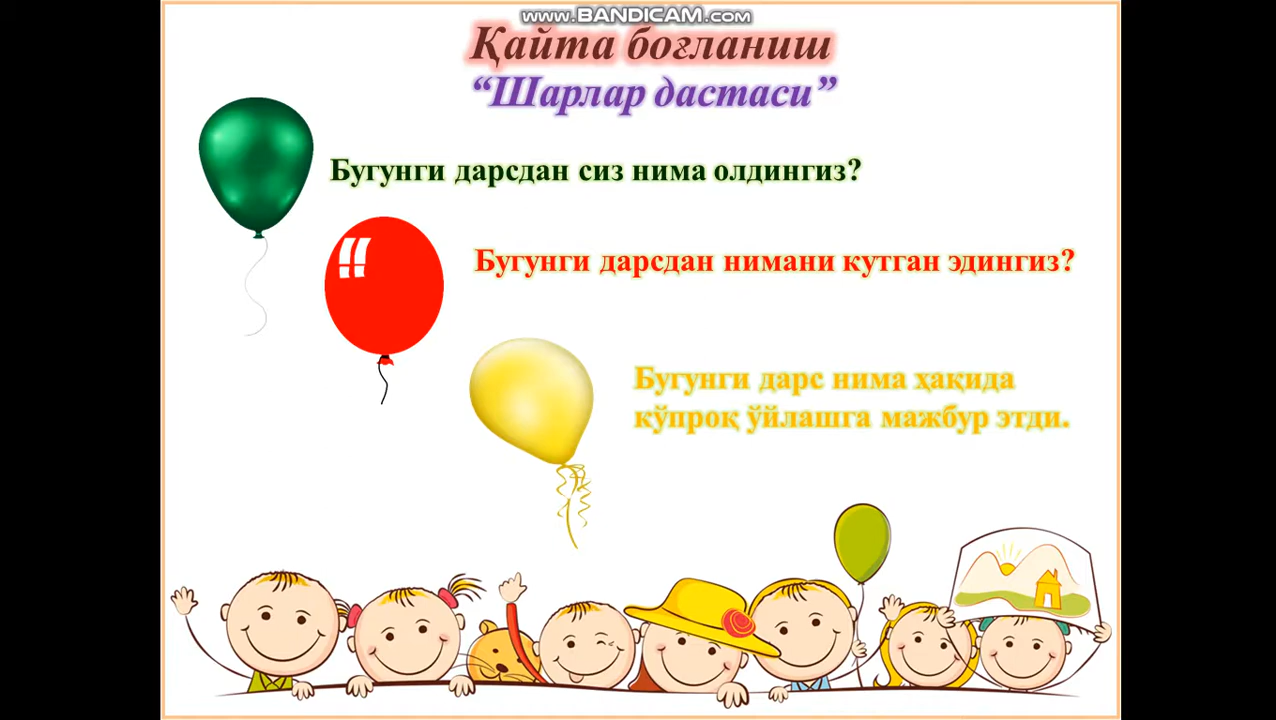 www.BANDICAM.com
Қайта боғланиш
“Шарлар дастаси”
Бугунги дарсдан сиз нима олдингиз?
Бугунги дарсдан нимани кутган эдингиз?
Бугунги дарс нима ҳақида
кўпроқ ўйлашга мажбур этди.